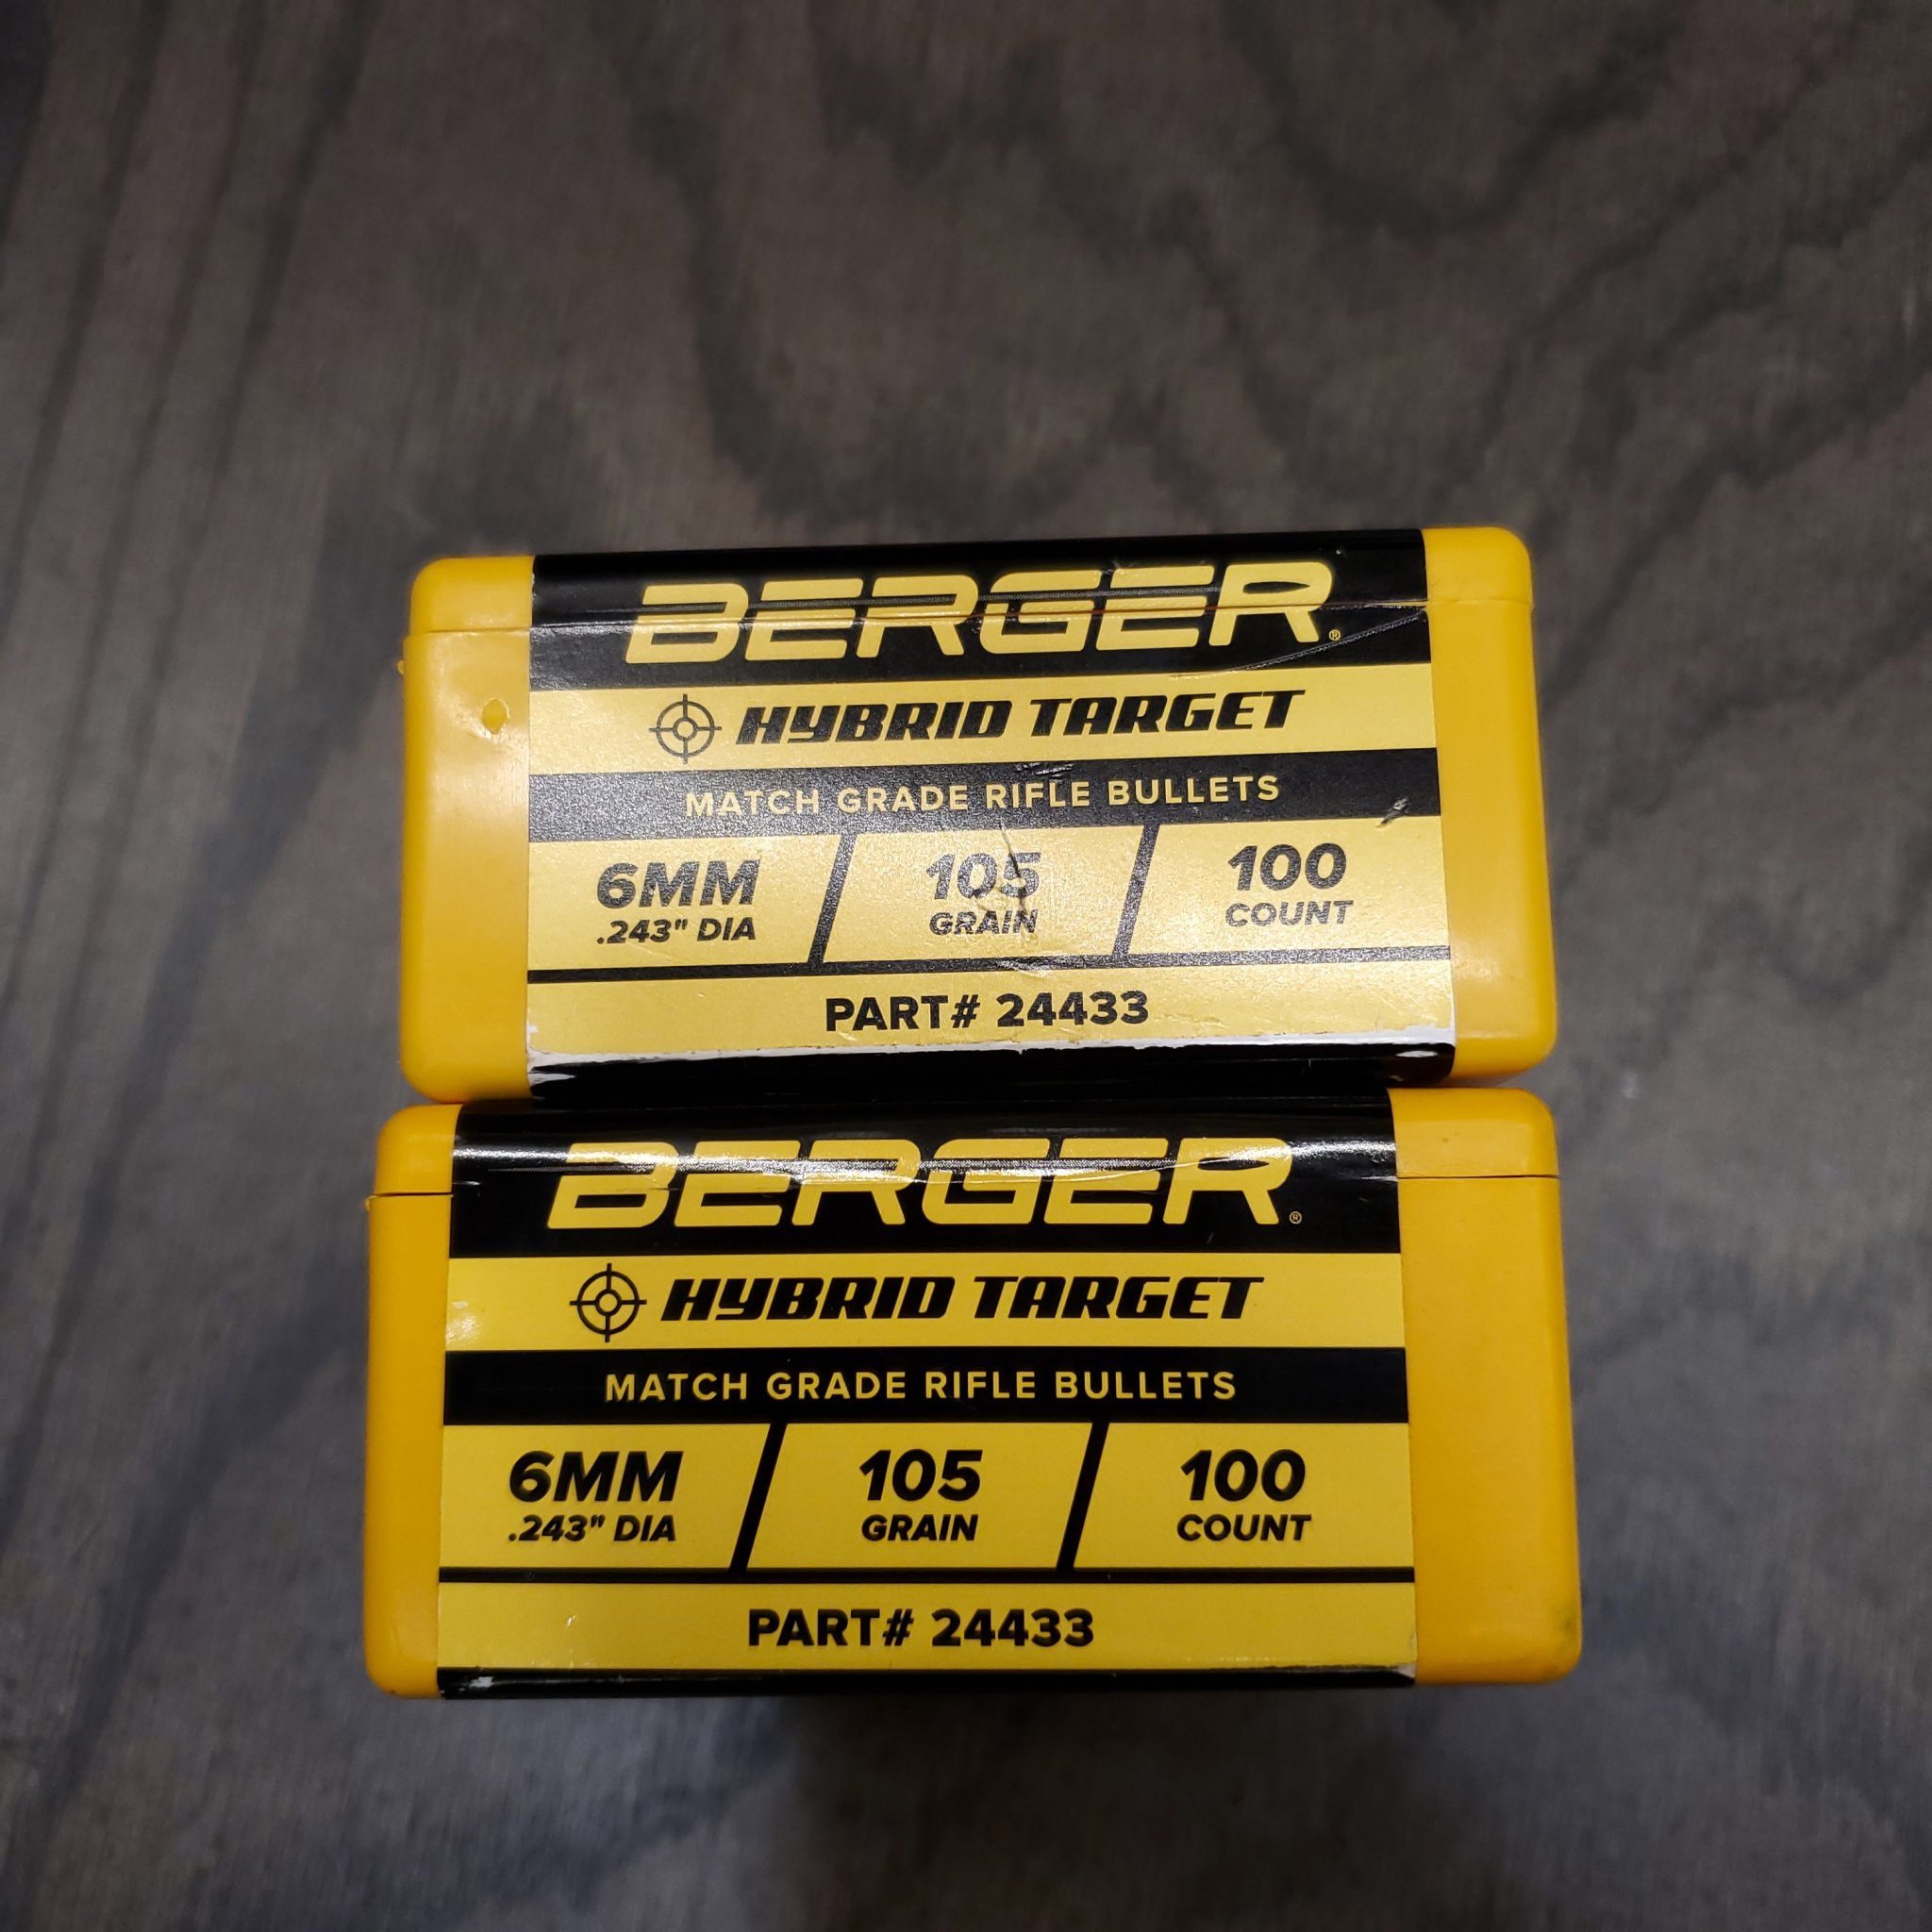 BERGER®
HYBRID TARGET
MATCH GRADE RIFLE BULLETS
6MM 105 100
.243" DIA GRAIN COUNT
PART# 24433
BERGER®
HYBRID TARGET
MATCH GRADE RIFLE BULLETS
6MM 105 100
.243" DIA GRAIN COUNT
PART# 24433